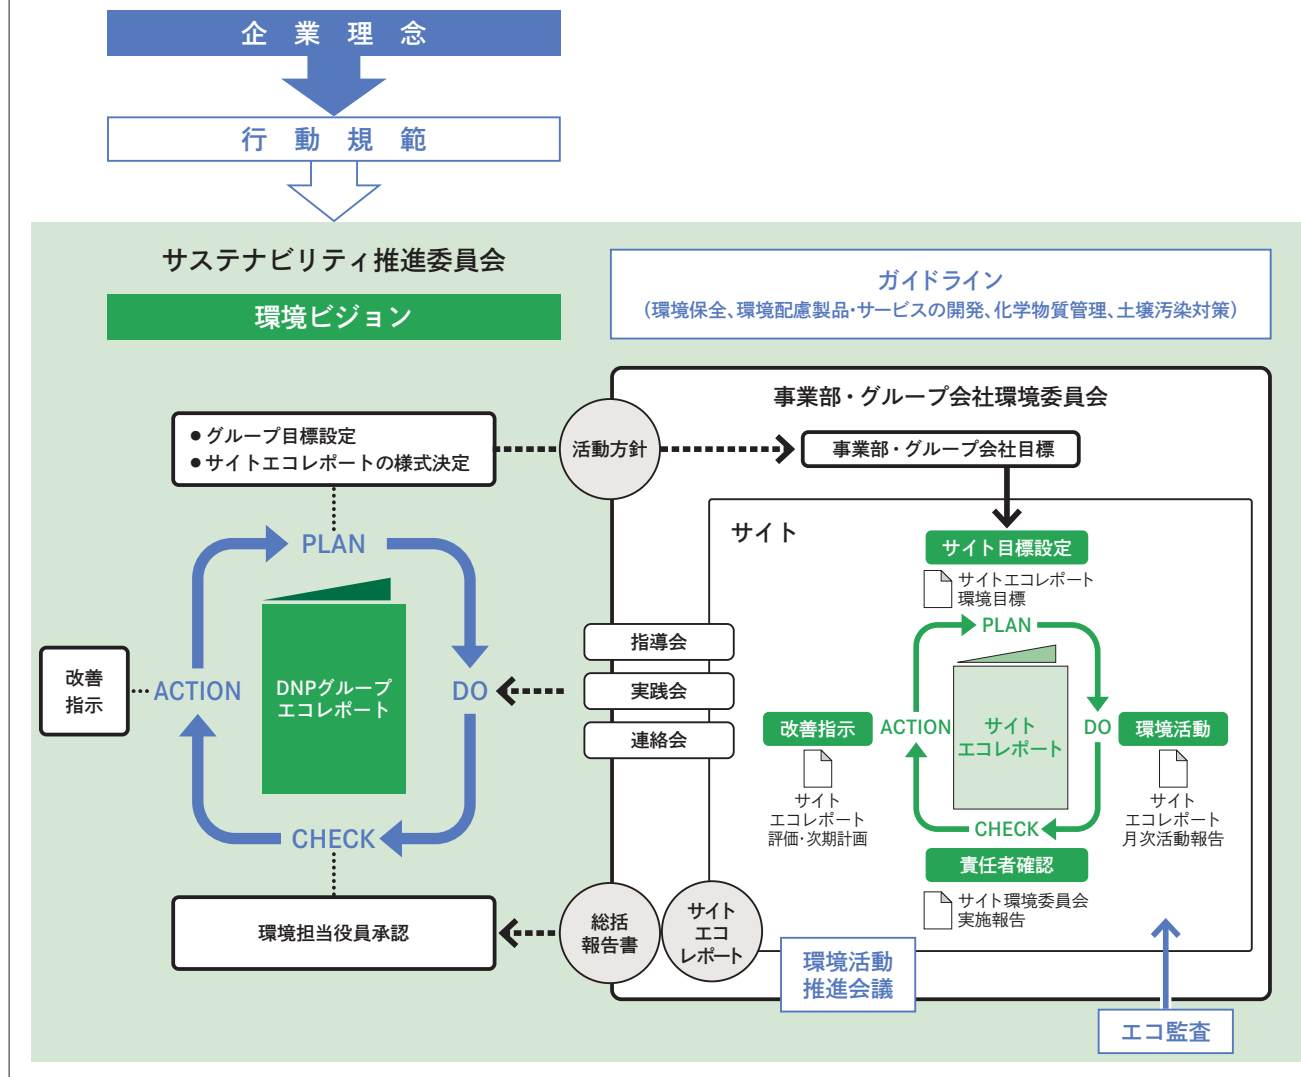 企業理念
行動規範
サステナビリティ推進委員会
環境ビジョン
ガイドライン
(環境保全、環境配慮製品・サービスの開発、化学物質管理、土壌汚染対策)
● グループ目標設定
● サイトエコレポートの様式決定
活動方針
事業部・グループ会社環境委員会
事業部・グループ会社目標
PLAN
DO
CHECK
ACTION
DNPグループ
エコレポート
改善
指示
環境担当役員承認
指導会
実践会
連絡会
総括
報告書
サイト
エコ
レポート
サイト
サイト目標設定
サイトエコレポート
環境目標
PLAN
DO
CHECK
ACTION
サイト
エコレポート
環境活動
サイト
エコレポート
月次活動報告
責任者確認
サイト環境委員会
実施報告
改善指示
サイト
エコレポート
評価・次期計画
環境活動
推進会議
エコ監査